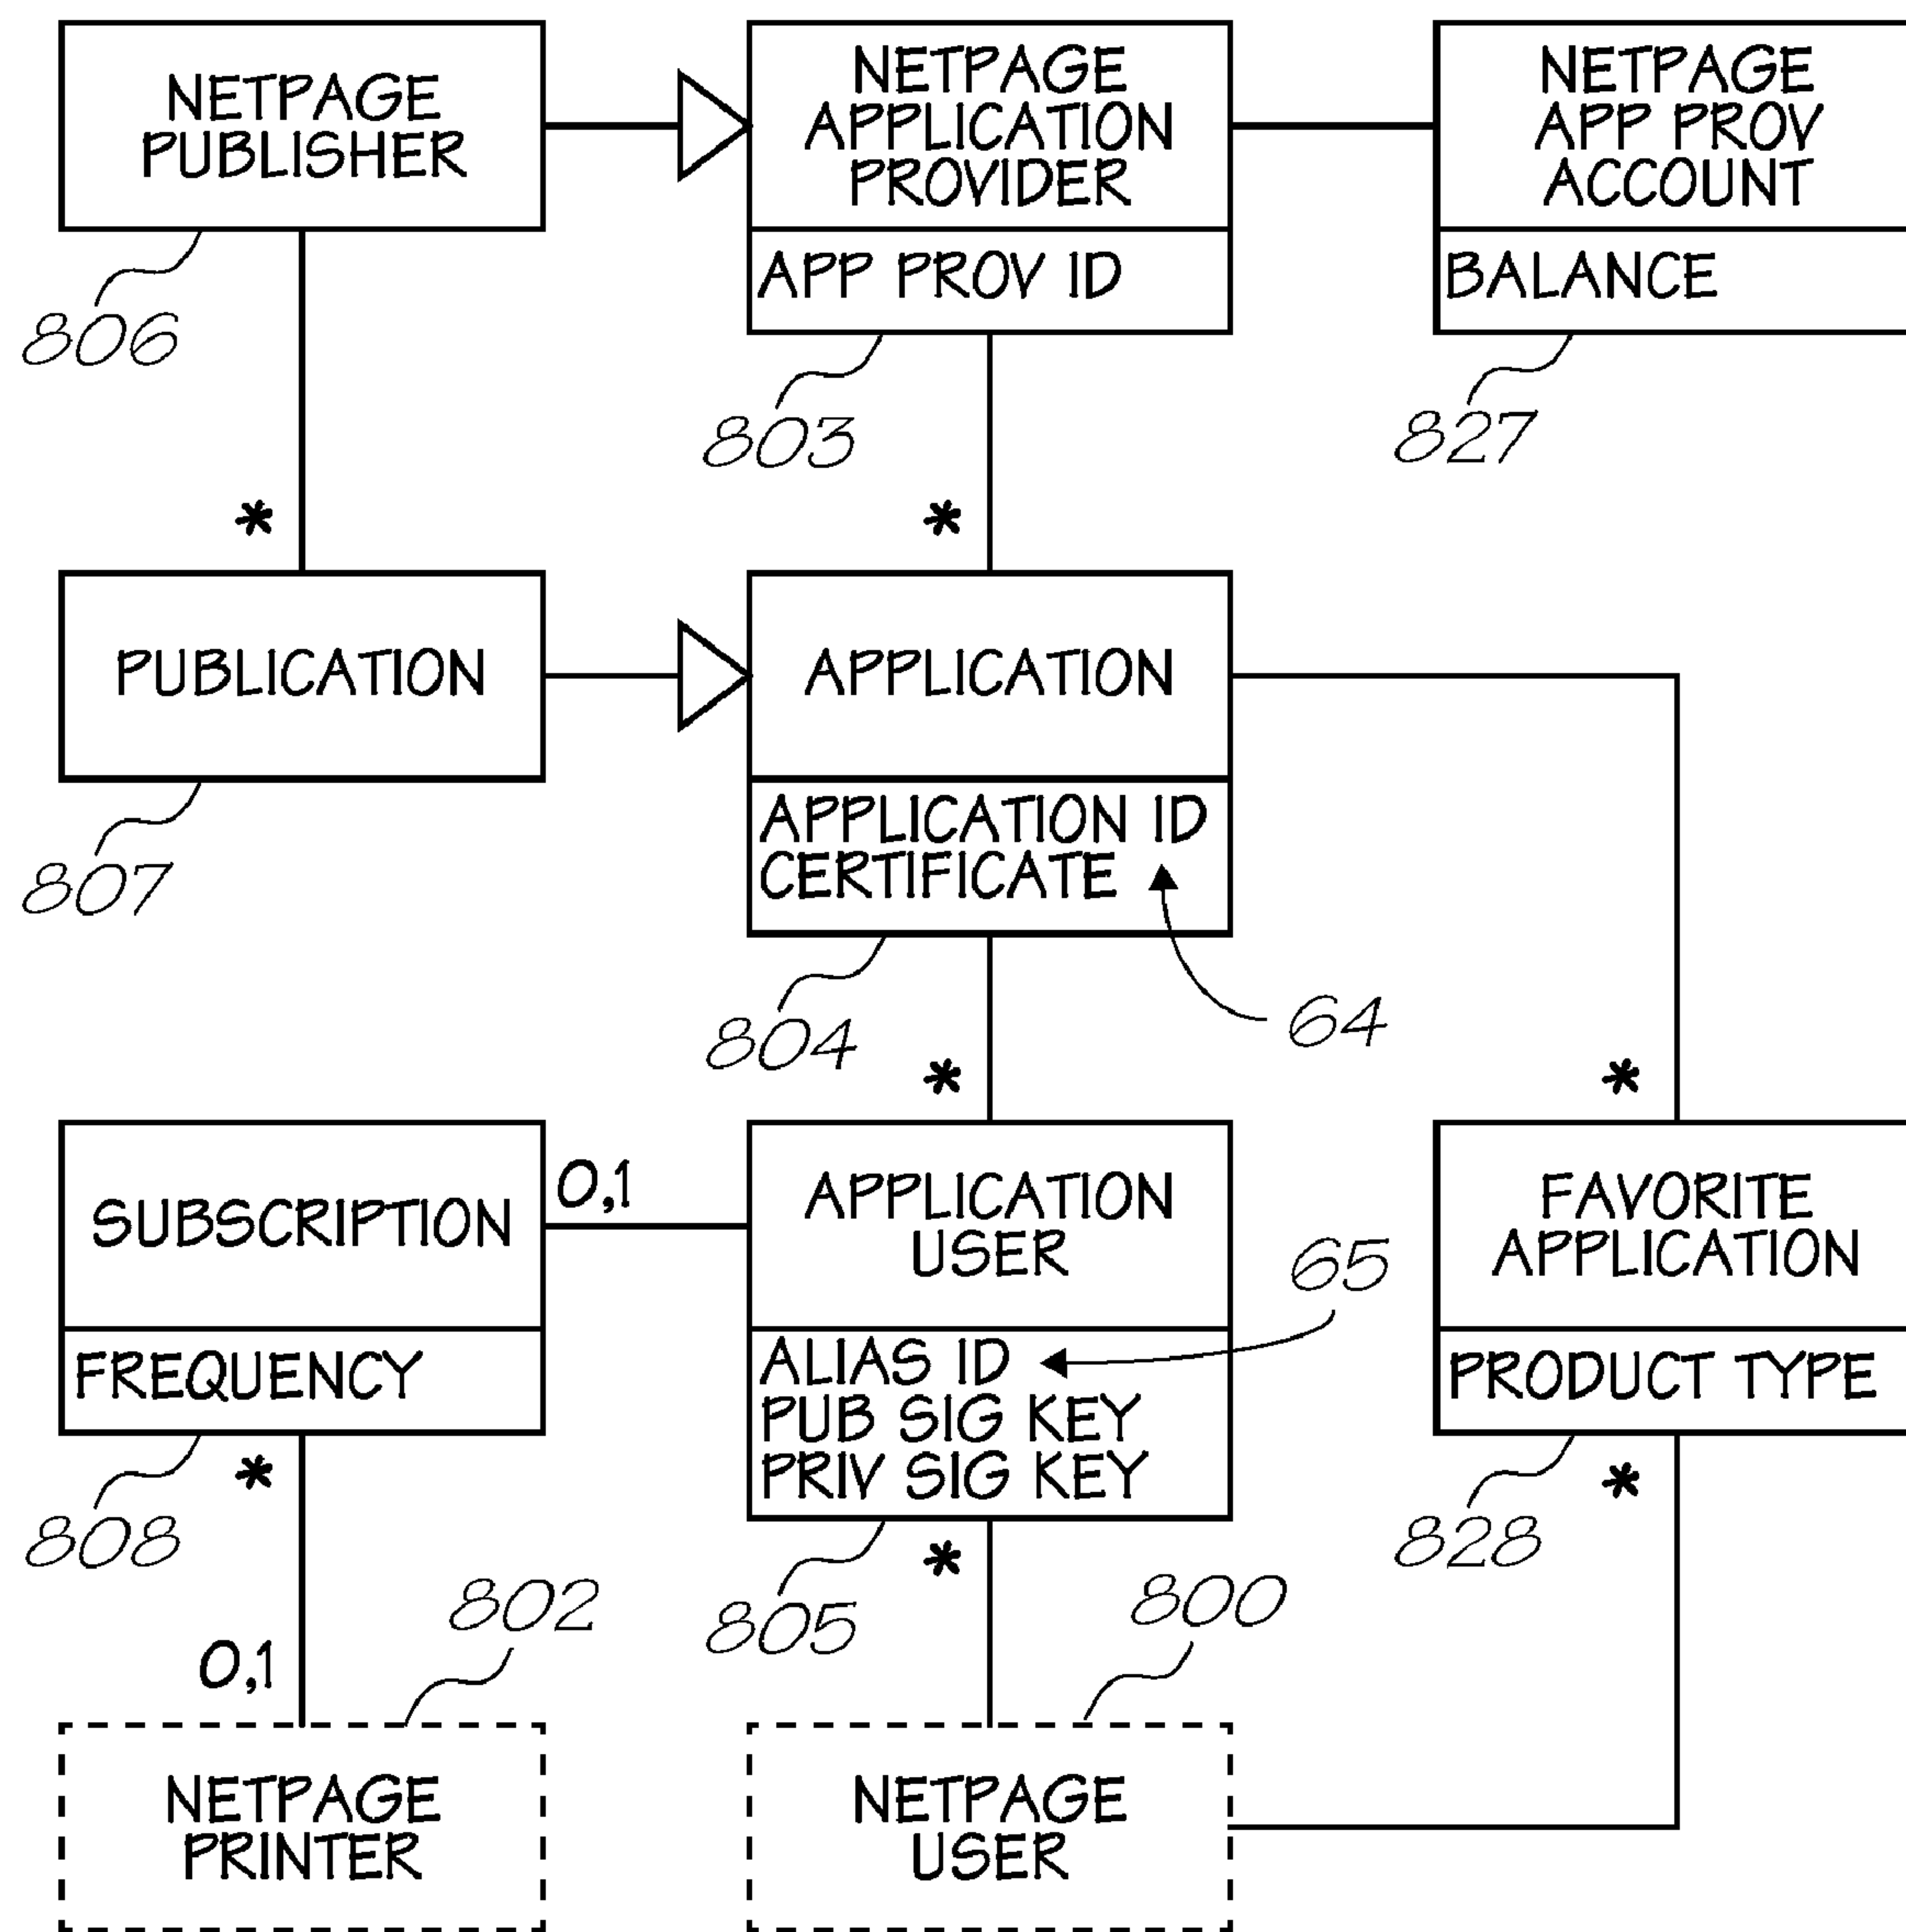 NETPAGE
PUBLISHER
NETPAGE
APPLICATION
PROVIDER
APP PROV ID
NETPAGE
APP PROV
ACCOUNT
BALANCE
806
803
827
*
*
PUBLICATION
APPLICATION
APPLICATION ID
CERTIFICATE
807
804
64
*
*
SUBSCRIPTION
FREQUENCY
0,1
APPLICATION
USER
ALIAS ID
PUB SIG KEY
PRIV SIG KEY
65
FAVORITE
APPLICATION
PRODUCT TYPE
*
*
*
808
802
805
800
828
0,1
NETPAGE
PRINTER
NETPAGE
USER